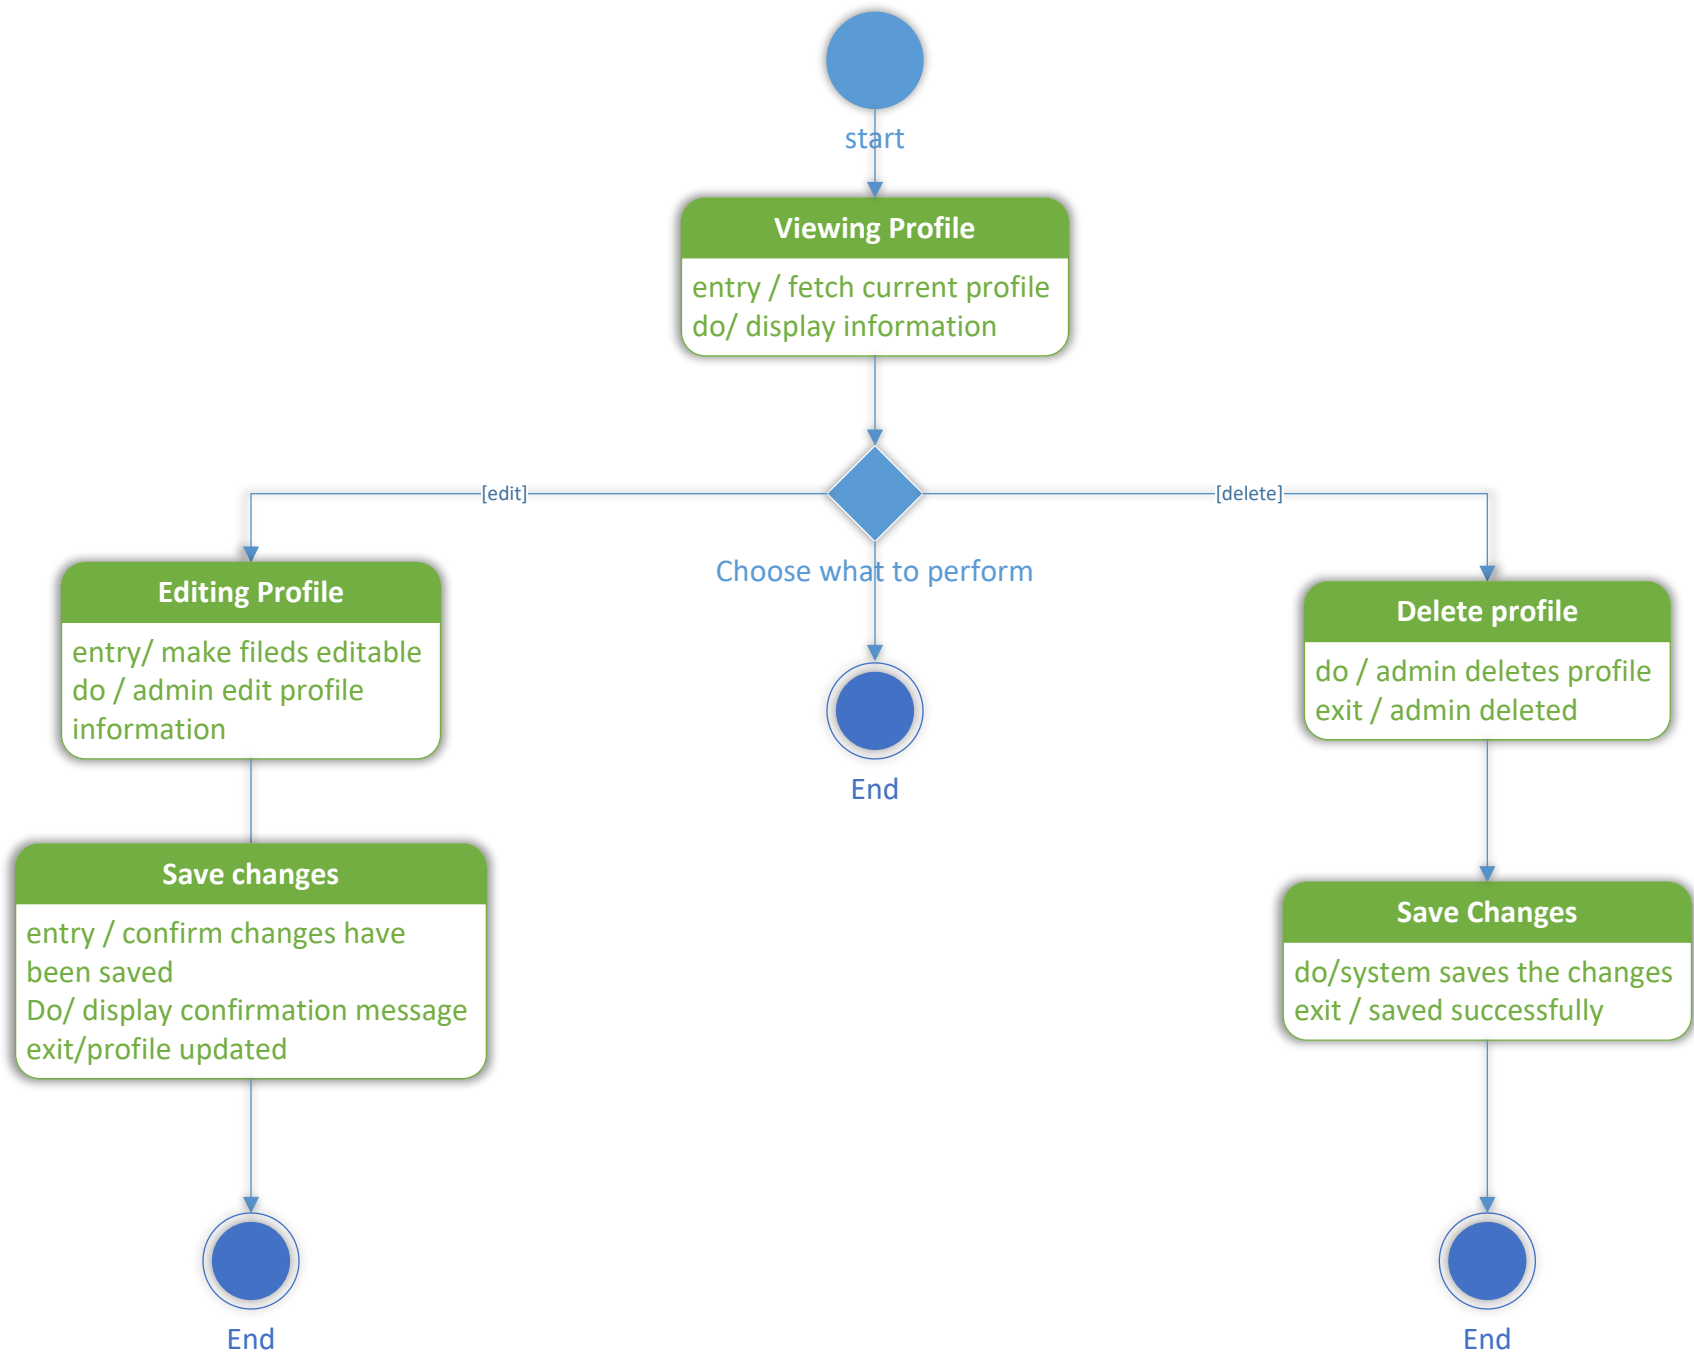 start
Viewing Profile
entry / fetch current profile
do/ display information
[edit]
[delete]
Choose what to perform
Editing Profile
entry/ make fileds editable
do / admin edit profile
information
Delete profile
do / admin deletes profile
exit / admin deleted
End
Save changes
entry / confirm changes have
been saved
Do/ display confirmation message
exit/profile updated
Save Changes
do/system saves the changes
exit / saved successfully
End
End